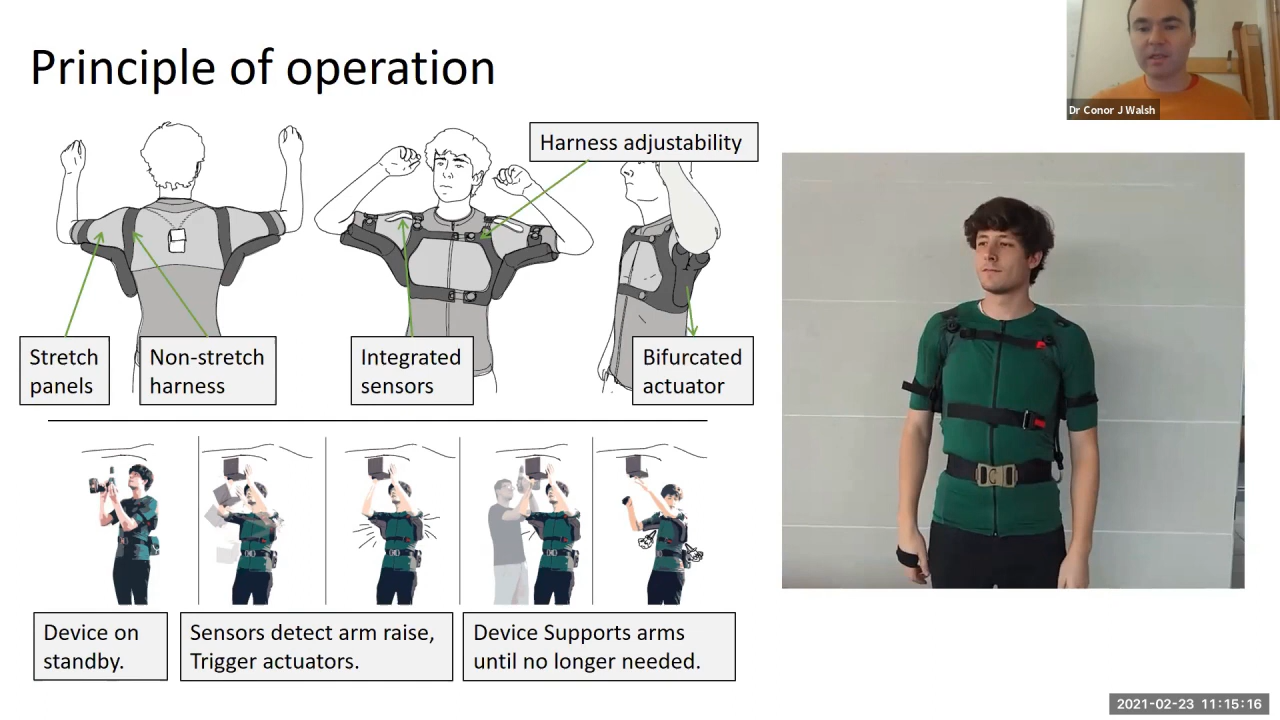 Principle of operation
Dr Conor J Walsh
Harness adjustability
Stretch
panels
Non-stretch
harness
Integrated
sensors
Bifurcated
actuator
Device on
standby.
Sensors detect arm raise,
Trigger actuators.
Device Supports arms
until no longer needed.
2021-02-23 11:15:16